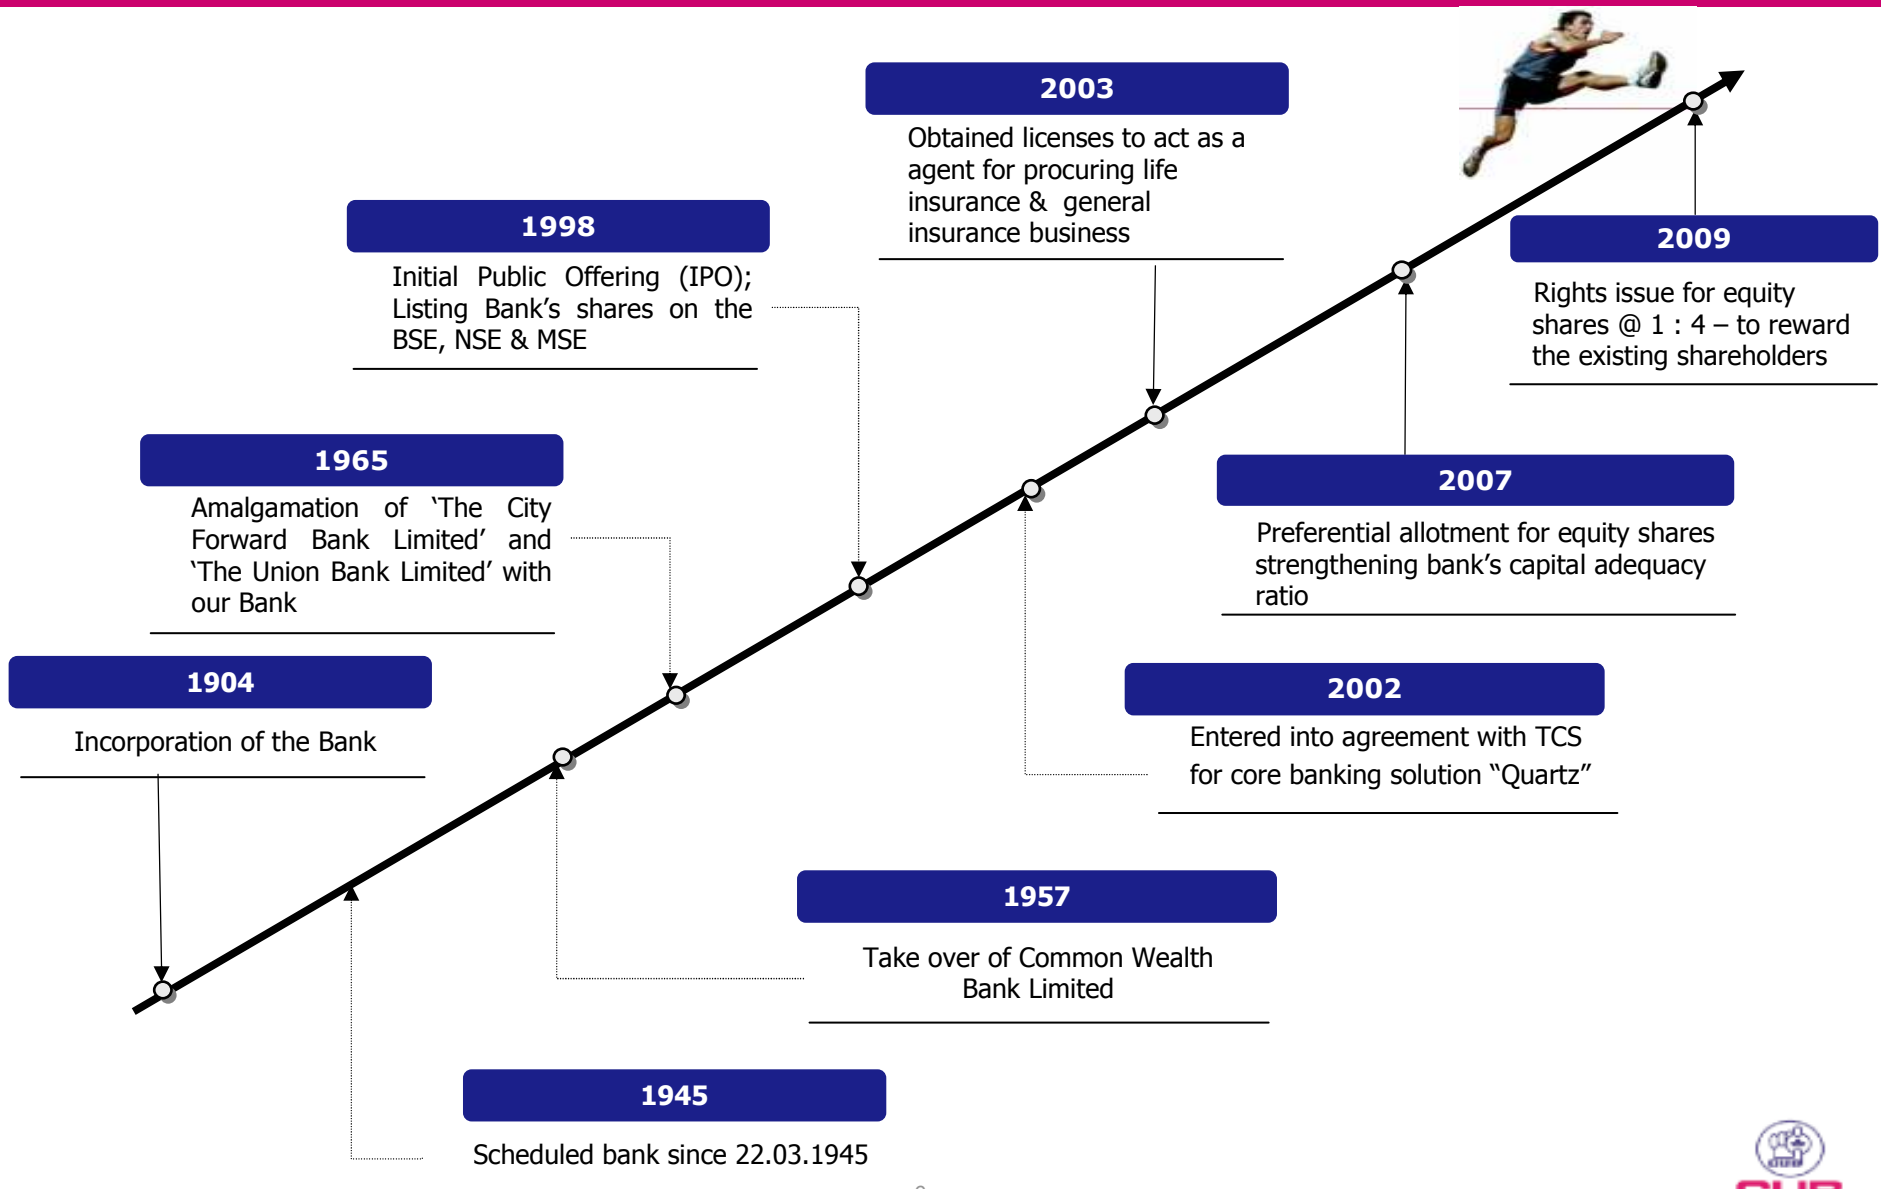 2003
Obtained licenses to act as a
agent for procuring life
insurance & general
insurance business
1998
Initial Public Offering (IPO);
Listing Bank’s shares on the
BSE, NSE & MSE
2009
Rights issue for equity
shares @ 1 : 4 – to reward
the existing shareholders
1965
Amalgamation of ‘The City
Forward Bank Limited’ and
‘The Union Bank Limited’ with
our Bank
2007
Preferential allotment for equity shares
strengthening bank’s capital adequacy
ratio
1904
Incorporation of the Bank
2002
Entered into agreement with TCS
for core banking solution “Quartz”
1957
Take over of Common Wealth
Bank Limited
1945
Scheduled bank since 22.03.1945